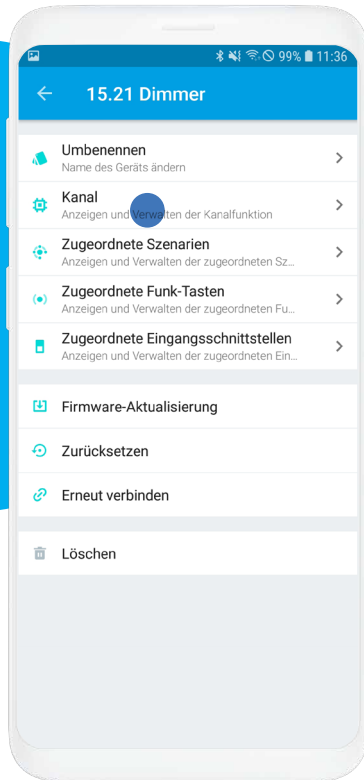 99% 11:36
15.21 Dimmer
Umbenennen
Name des Geräts ändern
Kanal
Anzeigen und Verwalten der Kanalfunktion
Zugeordnete Szenarien
Anzeigen und Verwalten der zugeordneten Sz...
Zugeordnete Funk-Tasten
Anzeigen und Verwalten der zugeordneten Fu...
Zugeordnete Eingangsschnittstellen
Anzeigen und Verwalten der zugeordneten Ein...
Firmware-Aktualisierung
Zurücksetzen
Erneut verbinden
Löschen